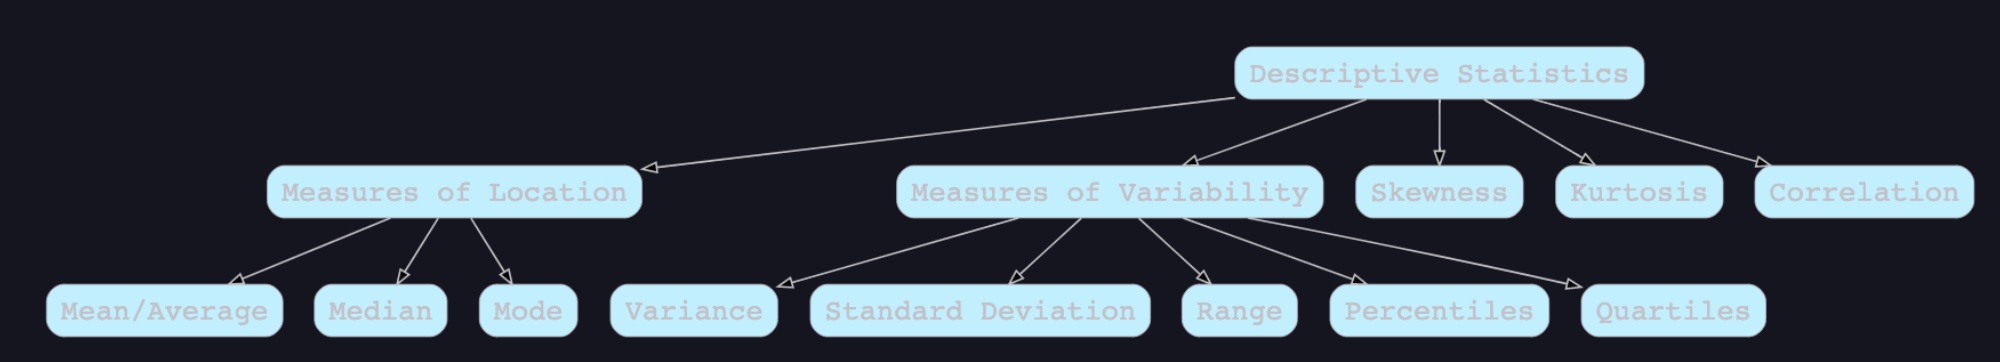 Descriptive Statistics
Measures of Location
Measures of Variability
Skewness
Kurtosis
Correlation
Mean/Average
Median
Mode
Variance
Standard Deviation
Range
Percentiles
Quartiles